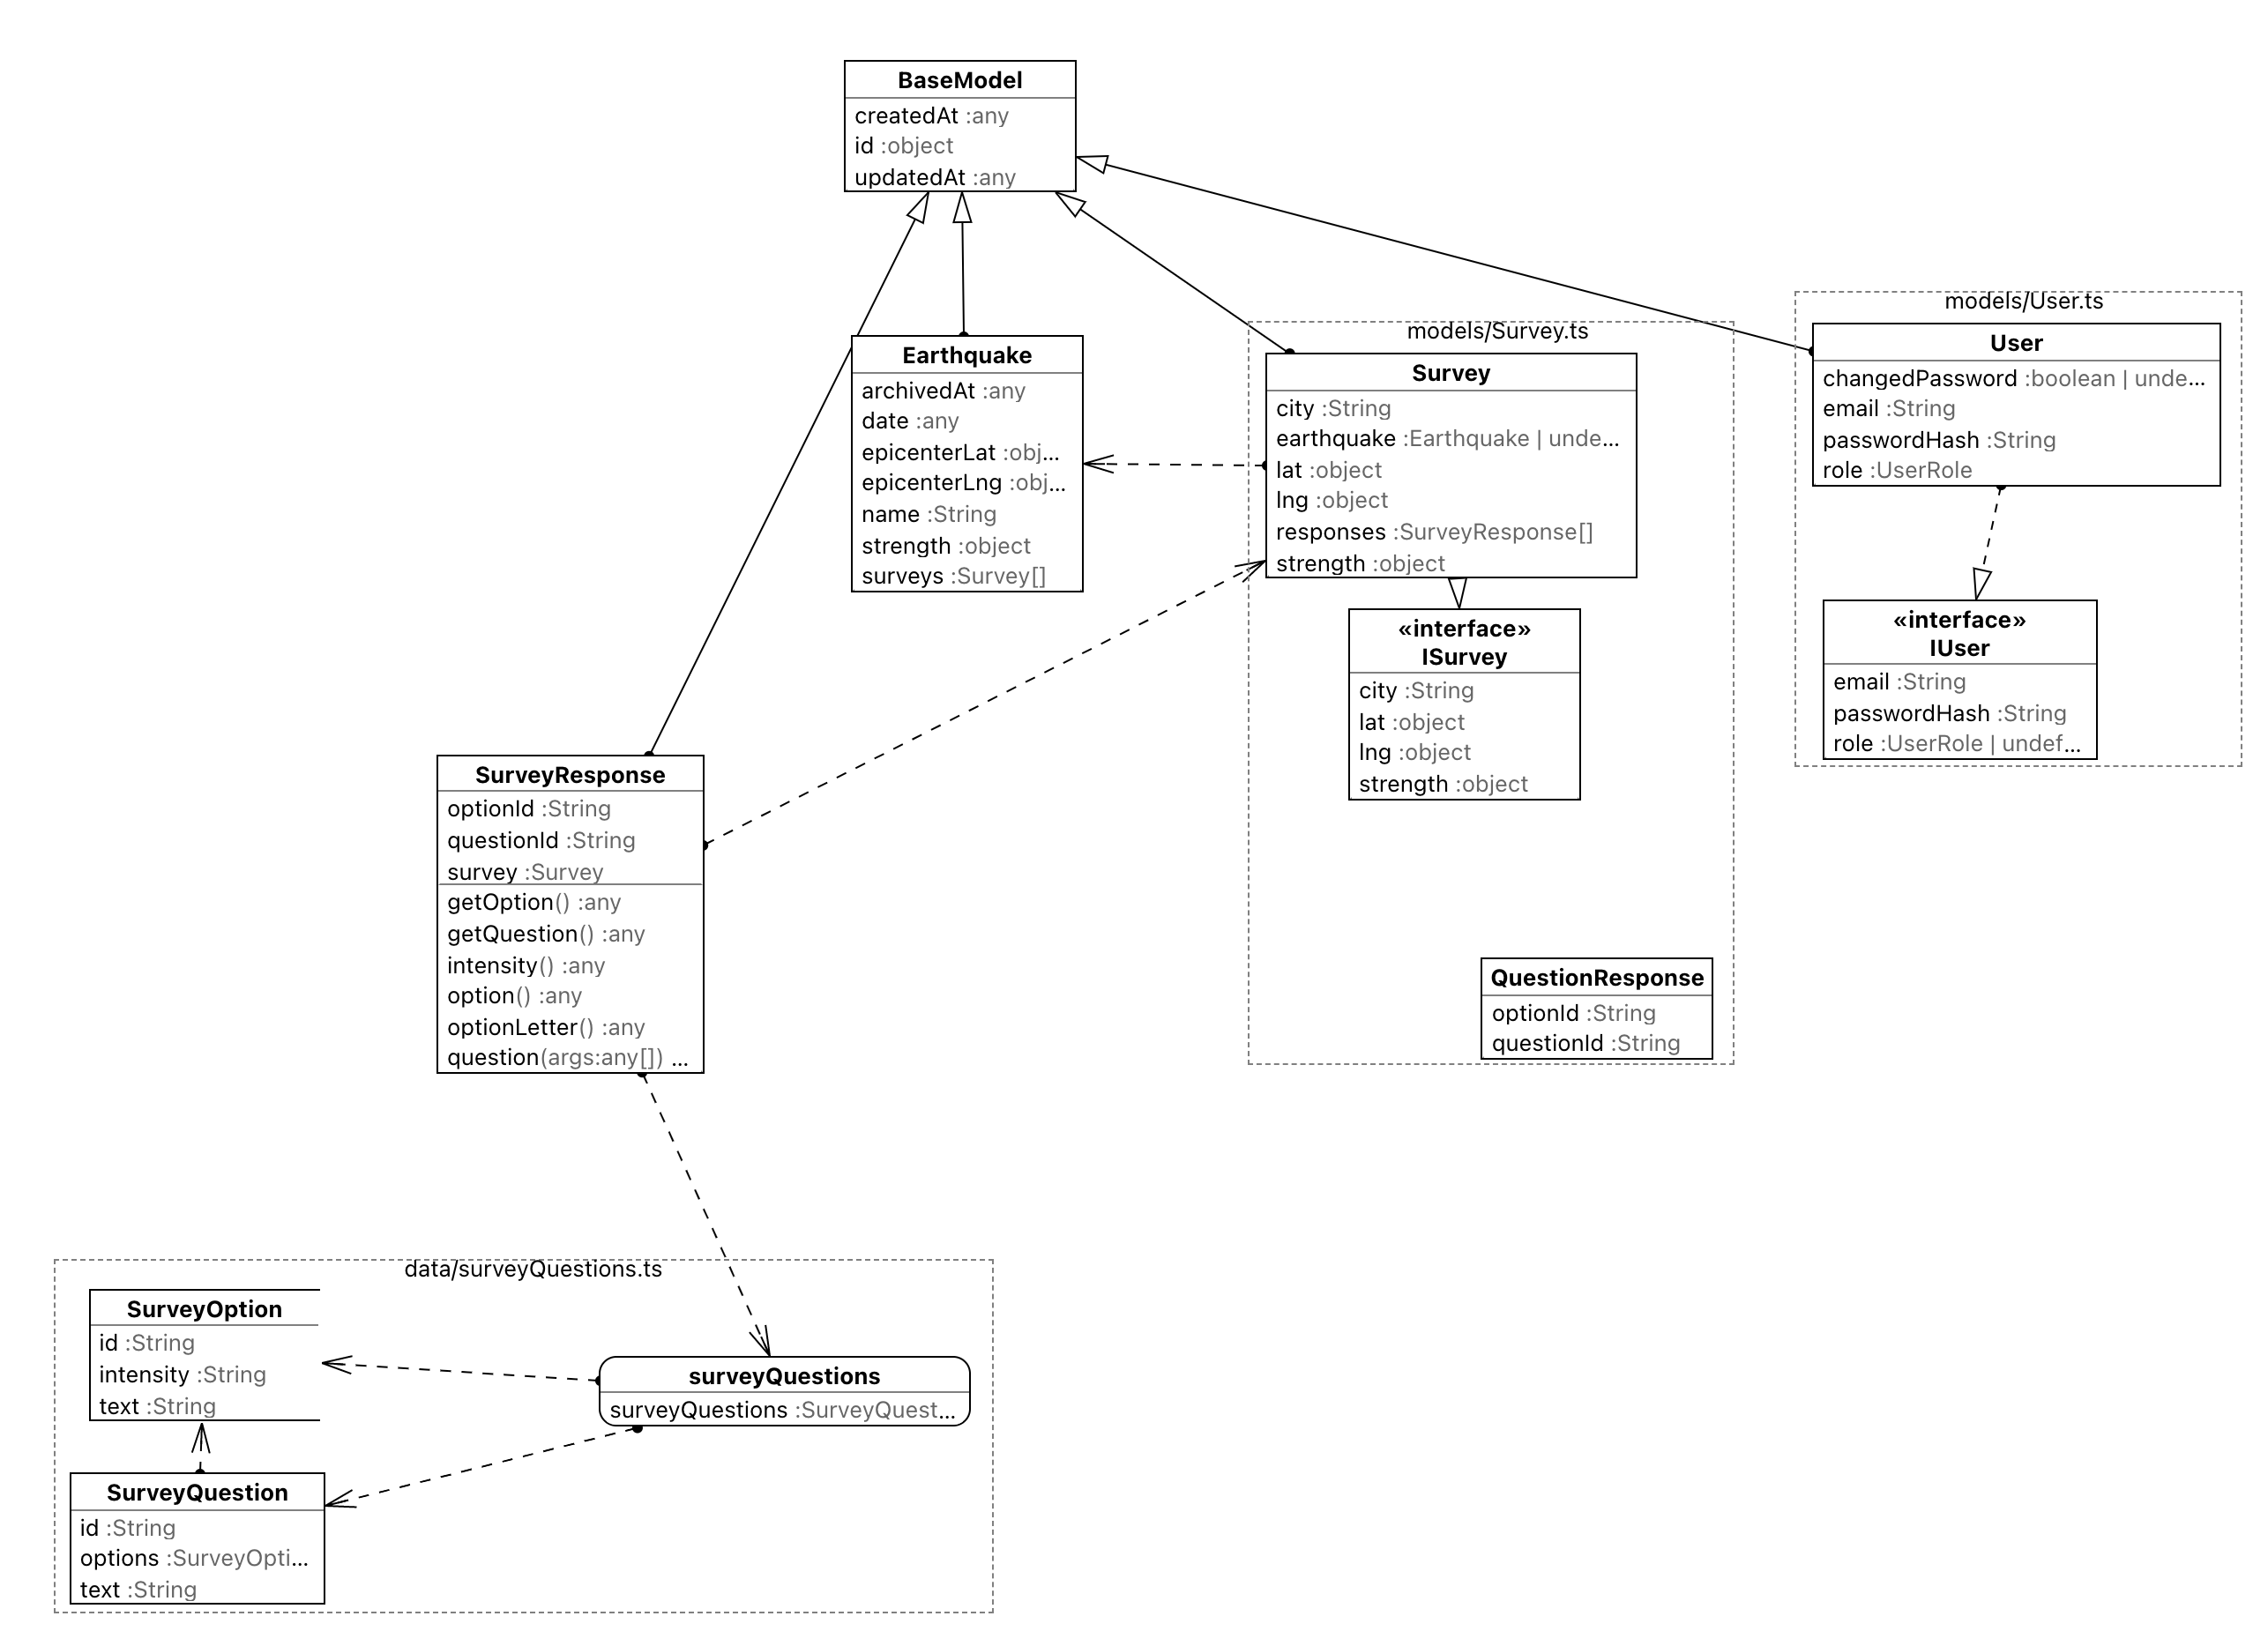 BaseModel
createdAt :any
id :object
updatedAt :any
models/User.ts
User
changedPassword :boolean | unde...
email :String
passwordHash :String
role :UserRole
models/Survey.ts
Survey
city :String
earthquake :Earthquake | unde...
lat :object
lng :object
responses :SurveyResponse[]
strength :object
Earthquake
archivedAt :any
date :any
epicenterLat :obj...
epicenterLng :obj...
name :String
strength :object
surveys :Survey[]
«interface»
IUser
email :String
passwordHash :String
role :UserRole | undef...
«interface»
ISurvey
city :String
lat :object
lng :object
strength :object
SurveyResponse
optionId :String
questionId :String
survey :Survey
getOption() :any
getQuestion() :any
intensity() :any
option() :any
optionLetter() :any
question(args:any[]) ...
QuestionResponse
optionId :String
questionId :String
data/surveyQuestions.ts
SurveyOption
id :String
intensity :String
text :String
surveyQuestions
surveyQuestions :SurveyQuest...
SurveyQuestion
id :String
options :SurveyOpti...
text :String